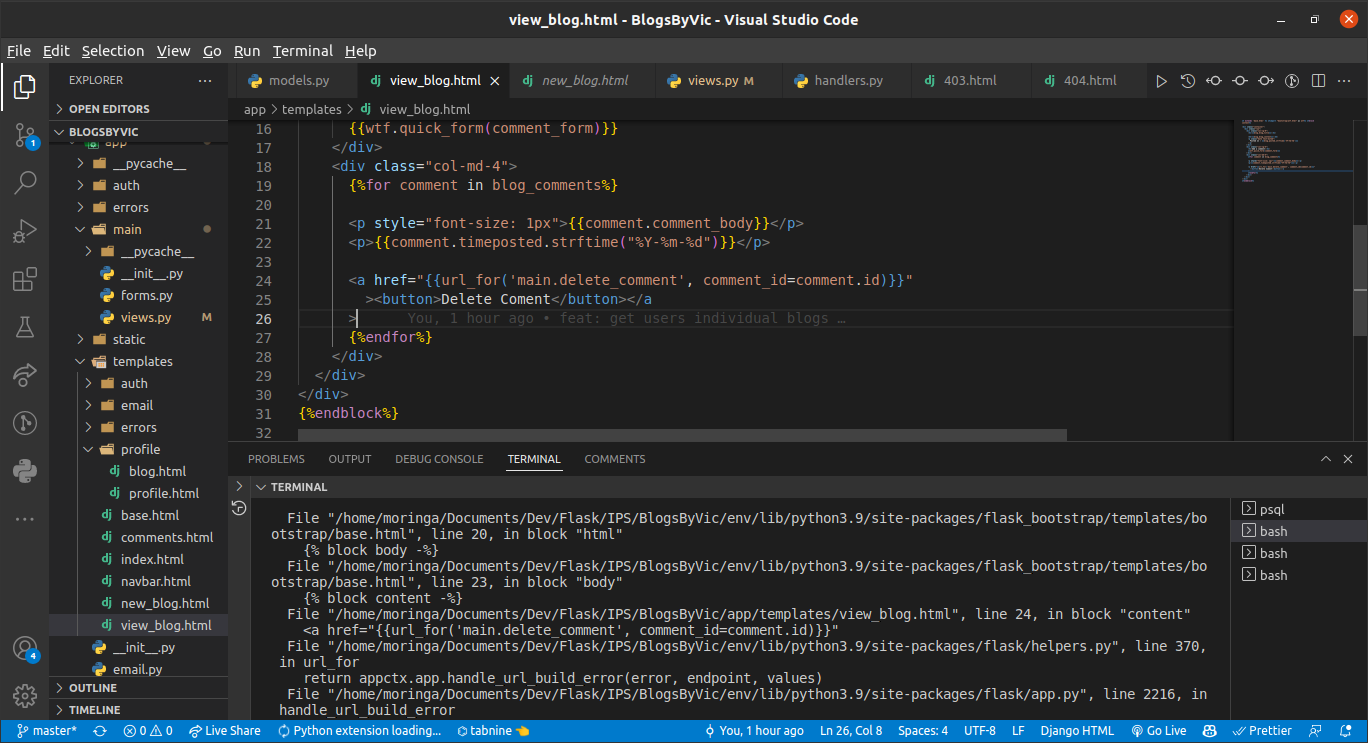 view_blog.html - BlogsByVic - Visual Studio Code
File Edit Selection View Go Run Terminal Help
EXPLORER
OPEN EDITORS
BLOGSBYVIC
app
__pycache__
auth
errors
main
__pycache__
__init__.py
forms.py
views.py M
static
templates
auth
email
errors
profile
blog.html
profile.html
base.html
comments.html
index.html
navbar.html
new_blog.html
view_blog.html
__init__.py
email.py
OUTLINE
TIMELINE
1
4
models.py view_blog.html new_blog.html views.py M handlers.py 403.html 404.html
app > templates > view_blog.html
16 {{wtf.quick_form(comment_form)}}
17 </div>
18 <div class="col-md-4">
19 {%for comment in blog_comments%}
20
21 <p style="font-size: 1px">{{comment.comment_body}}</p>
22 <p>{{comment.timeposted.strftime("%Y-%m-%d")}}</p>
23
24 <a href="{{url_for('main.delete_comment', comment_id=comment.id)}}"
25 ><button>Delete Coment</button></a
26 > You, 1 hour ago • feat: get users individual blogs …
27 {%endfor%}
28 </div>
29 </div>
30 </div>
31 {%endblock%}
32
PROBLEMS OUTPUT DEBUG CONSOLE TERMINAL COMMENTS
TERMINAL
File "/home/moringa/Documents/Dev/Flask/IPS/BlogsByVic/env/lib/python3.9/site-packages/flask_bootstrap/templates/bo
otstrap/base.html", line 20, in block "html"
{% block body -%}
File "/home/moringa/Documents/Dev/Flask/IPS/BlogsByVic/env/lib/python3.9/site-packages/flask_bootstrap/templates/bo
otstrap/base.html", line 23, in block "body"
{% block content -%}
File "/home/moringa/Documents/Dev/Flask/IPS/BlogsByVic/app/templates/view_blog.html", line 24, in block "content"
<a href="{{url_for('main.delete_comment', comment_id=comment.id)}}"
File "/home/moringa/Documents/Dev/Flask/IPS/BlogsByVic/env/lib/python3.9/site-packages/flask/helpers.py", line 370,
in url_for
return appctx.app.handle_url_build_error(error, endpoint, values)
File "/home/moringa/Documents/Dev/Flask/IPS/BlogsByVic/env/lib/python3.9/site-packages/flask/app.py", line 2216, in
handle_url_build_error
psql
bash
bash
bash
master* 0 0 Live Share Python extension loading... tabnine 👈 You, 1 hour ago Ln 26, Col 8 Spaces: 4 UTF-8 LF Django HTML Go Live Prettier